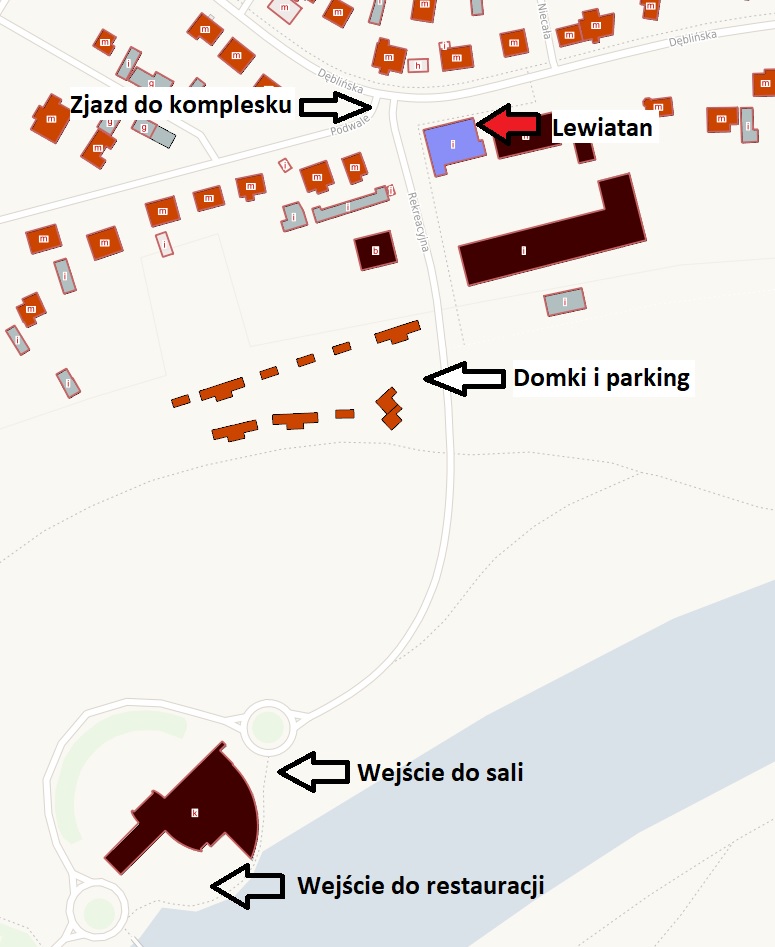 m
m
m
Niecała
m
m
m
Dęblińska
m
m
m
i
m
i
m
h
m
m
Dęblińska
g
m
Zjazd do komplesku
Podwale
Lewiatan
m
m
m
i
g
g
m
i
i
m
m
m
m
m
m
i
i
i
Rekreacyjna
m
m
i
b
i
i
m
i
i
i
Domki i parking
Wejście do sali
k
Wejście do restauracji